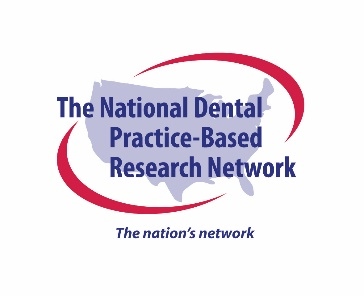 The National Dental
Practice-Based
Research Network
The nation's network